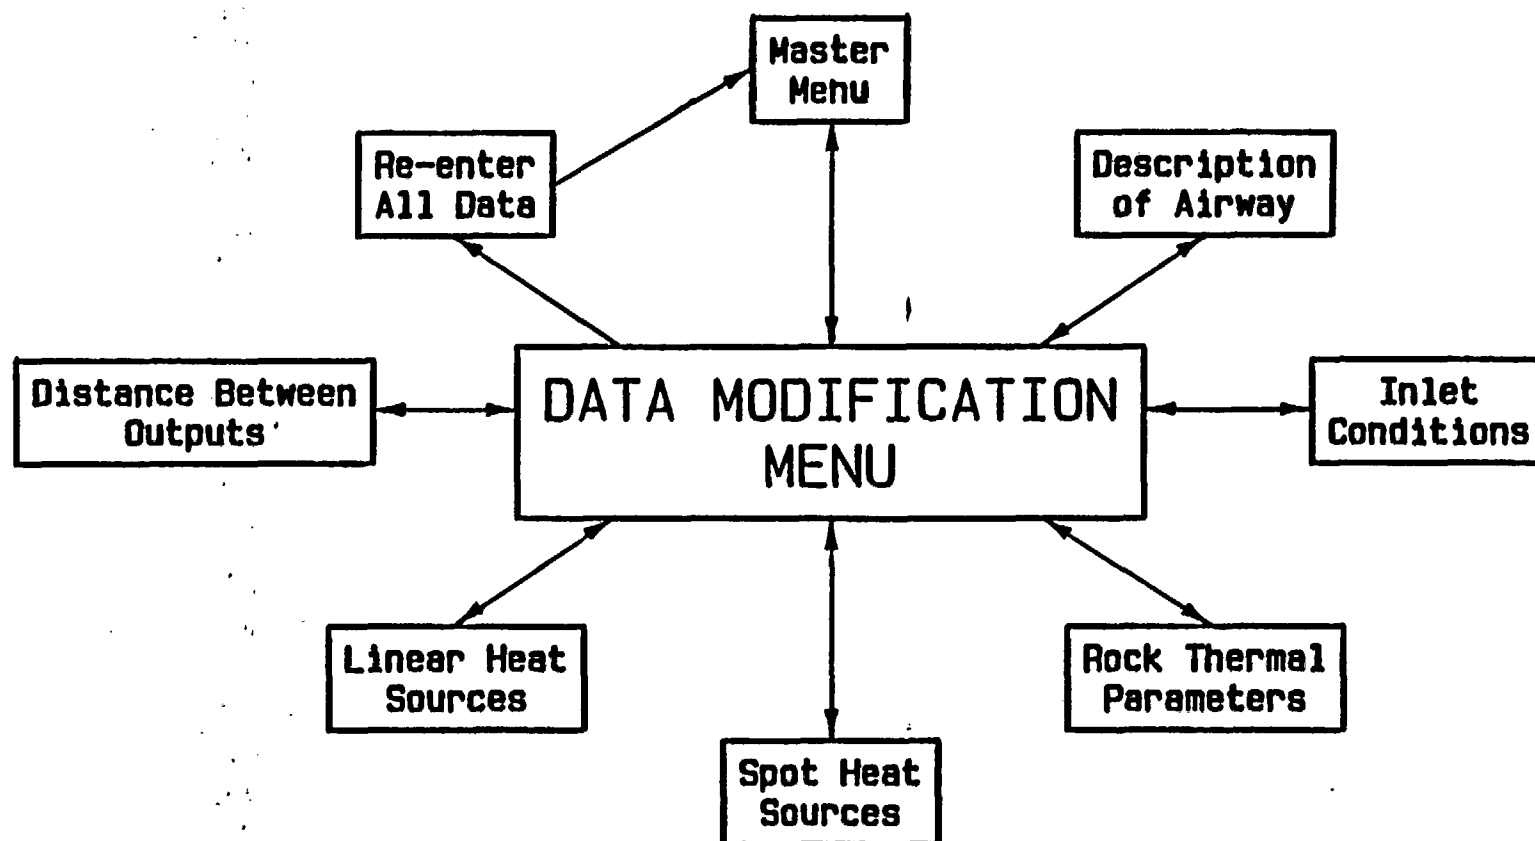 Master
Menu
Re-enter
All Data
Description
of Airway
Distance Between
Outputs
DATA MODIFICATION
MENU
Inlet
Conditions
Linear Heat
Sources
Rock Thermal
Parameters
Spot Heat
Sources